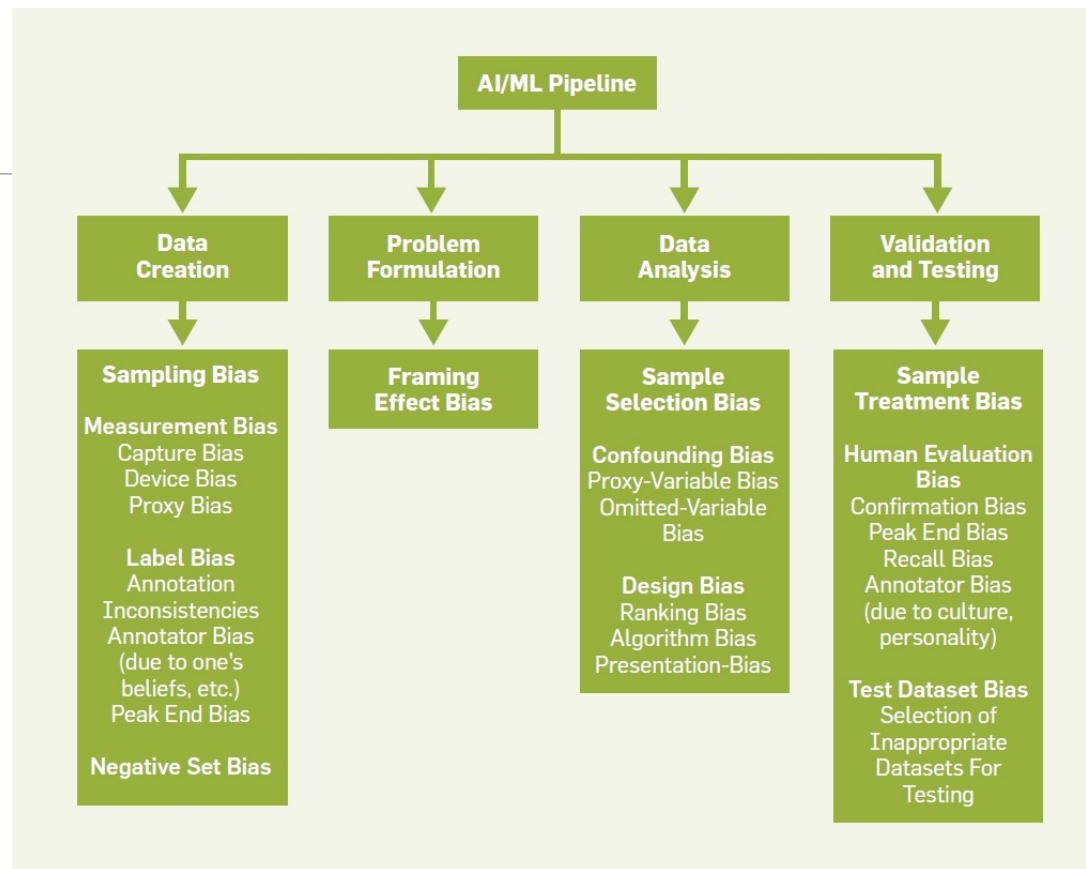 AI/ML Pipeline
Data
Creation
Problem
Formulation
Data
Analysis
Validation
and Testing
Sampling Bias
Measurement Bias
Capture Bias
Device Bias
Proxy Bias
Label Bias
Annotation
Inconsistencies
Annotator Bias
(due to one's
beliefs, etc.)
Peak End Bias
Negative Set Bias
Framing
Effect Bias
Sample
Selection Bias
Confounding Bias
Proxy-Variable Bias
Omitted-Variable
Bias
Design Bias
Ranking Bias
Algorithm Bias
Presentation-Bias
Sample
Treatment Bias
Human Evaluation
Bias
Confirmation Bias
Peak End Bias
Recall Bias
Annotator Bias
(due to culture,
personality)
Test Dataset Bias
Selection of
Inappropriate
Datasets For
Testing